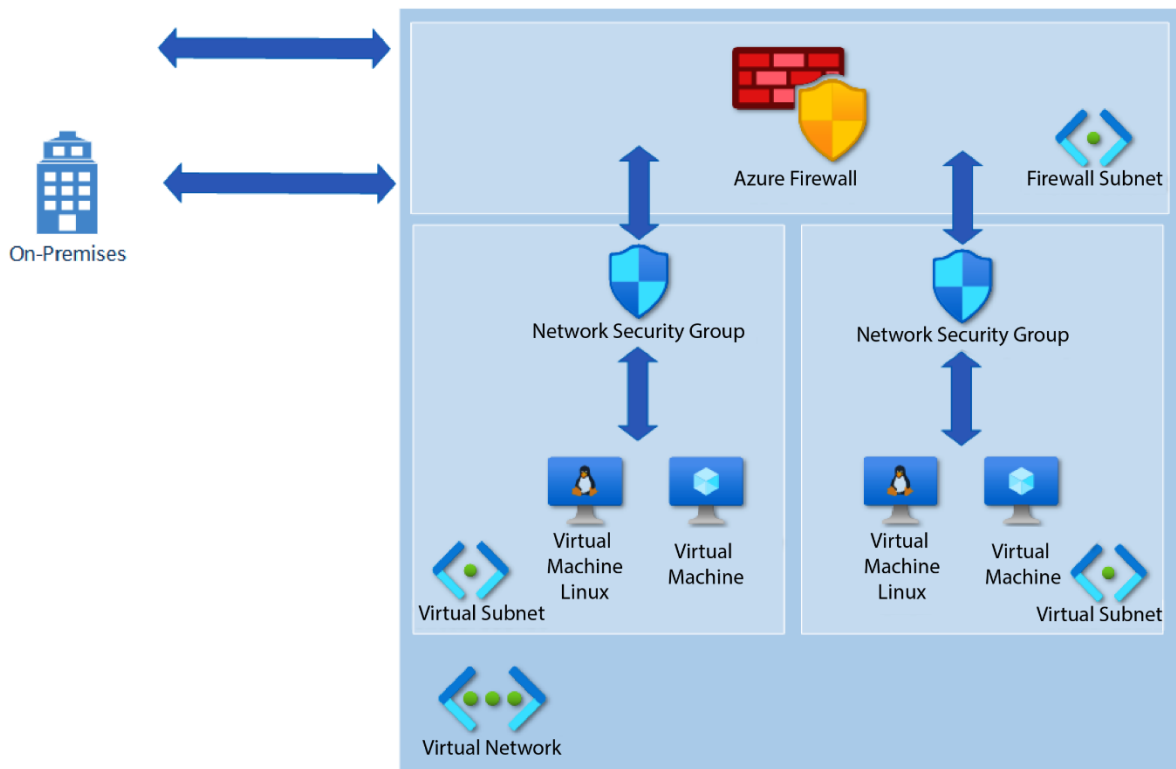 Azure Firewall
Firewall Subnet
On-Premises
Network Security Group
Network Security Group
Virtual
Machine
Linux
Virtual
Machine
Virtual
Machine
Linux
Virtual
Machine
Virtual Subnet
Virtual Subnet
Virtual Network